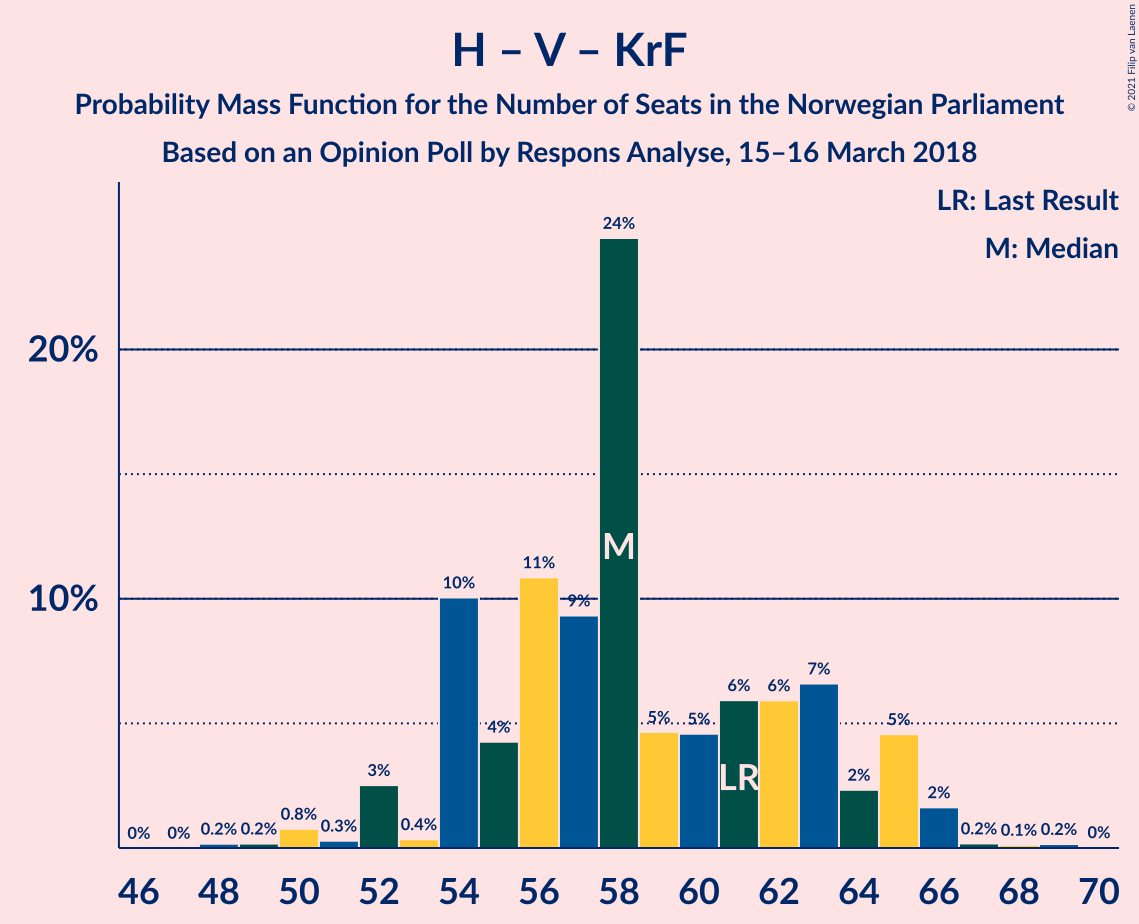 H – V – KrF
Probability Mass Function for the Number of Seats in the Norwegian Parliament
Based on an Opinion Poll by Respons Analyse, 15–16 March 2018
© 2021 Filip van Laenen
LR: Last Result
M: Median
20%
10%
0% 0% 0.2% 0.2% 0.8% 0.3% 3% 0.4% 10% 4% 11% 9% 24% 5% 5% 6% 6% 7% 2% 5% 2% 0.2% 0.1% 0.2% 0%
M
LR
46 48 50 52 54 56 58 60 62 64 66 68 70